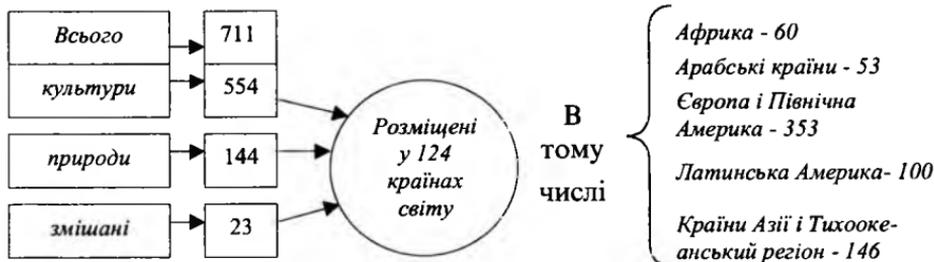 Всього
711
культури
554
природи
144
змішані
23
Розміщені
у 124
країнах
світу
В
тому
числі
Африка - 60
Арабські країни - 53
Європа і Північна
Америка - 353
Латинська Америка- 100
Країни Азії і Тихооке-
анський регіон - 146